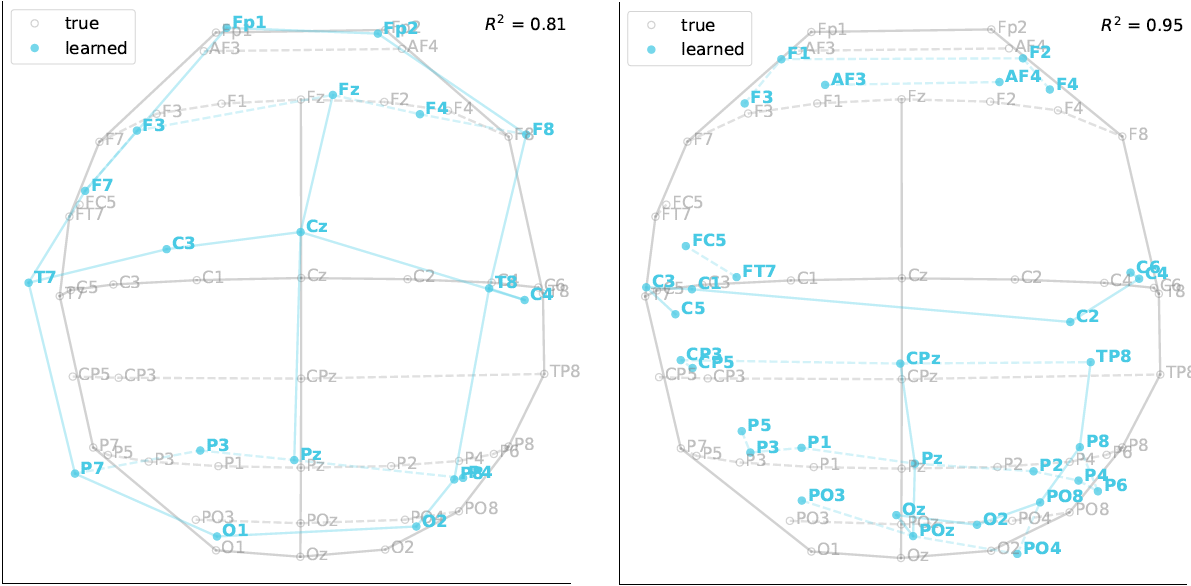 true
learned
R² = 0.81
Fp1
Fp1
Fp2
Fp2
AF3
AF4
Fz
Fz
F3
F1
F2
F4
F4
F3
F7
F8
F8
F7
FC5
FT7
Cz
C3
T7
C5
T7
C3
C1
Cz
C2
T8
C4
C6
T8
C4
CP5
CP3
CPz
TP8
P7
P5
P3
P3
P1
Pz
Pz
P2
P4
P6
P8
P7
P8
P4
PO3
POz
PO4
PO8
O1
O2
O1
Oz
O2
true
learned
R² = 0.95
Fp1
Fp2
AF3
AF4
F1
F2
AF3
AF4
F4
F3
F3
F1
Fz
F2
F4
F7
F8
FC5
FT7
FC5
FT7
C6
C4
C3
C1
C5
T7
C1
Cz
C2
C4
C6
T8
C5
C2
CP3
CP5
CPz
TP8
CP5
CP3
CPz
TP8
P5
P3
P1
P7
P5
P3
P1
Pz
Pz
P2
P2
P4
P6
P8
P8
P4
P6
PO3
PO8
PO3
Oz
POz
O2
PO4
PO8
POz
O1
Oz
O2
PO4